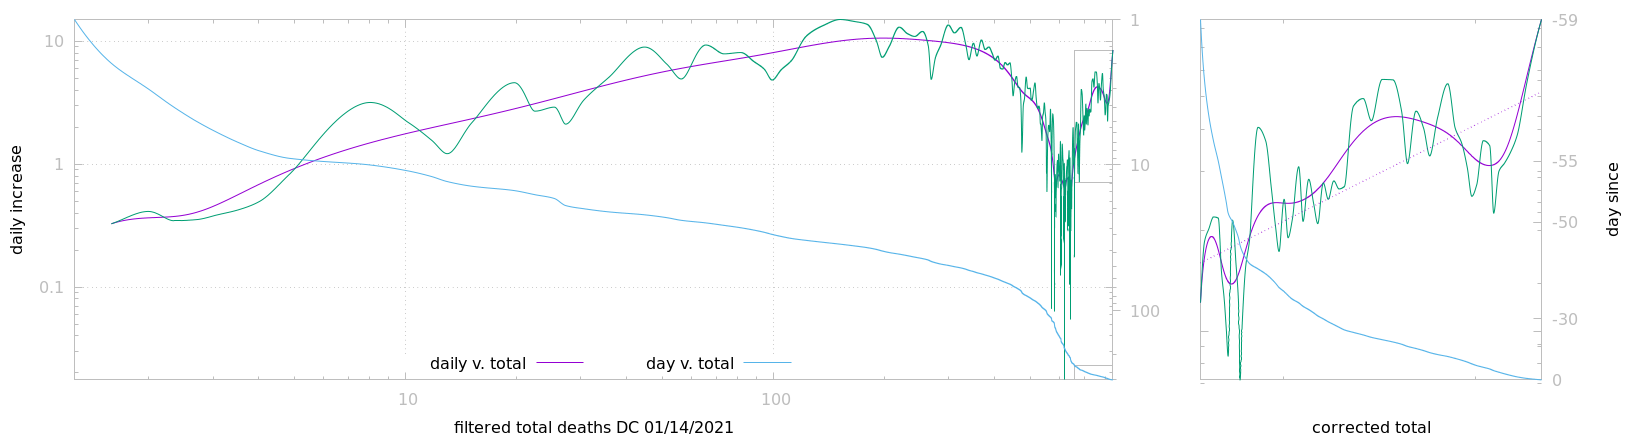 10
1
0.1
daily increase
10
100
filtered total deaths DC 01/14/2021
daily v. total
day v. total
1
10
100
-59
-55
-50
-30
0
day since
corrected total